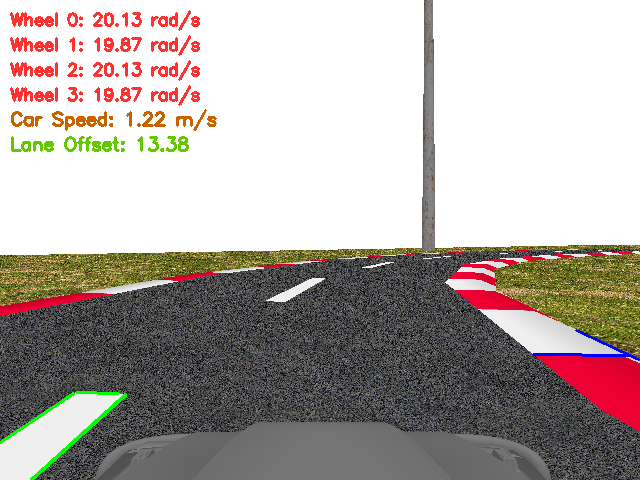 Wheel 0: 20.13 rad/s
Wheel 1: 19.87 rad/s
Wheel 2: 20.13 rad/s
Wheel 3: 19.87 rad/s
Car Speed: 1.22 m/s
Lane Offset: 13.38